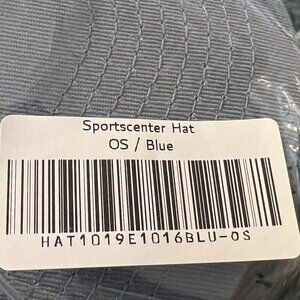 Sportscenter Hat
OS / Blue
HAT1019E1016BLU-OS